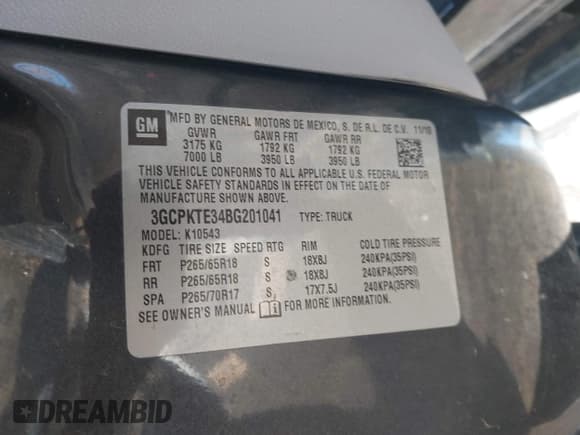 GM MFD BY GENERAL MOTORS DE MEXICO, S. DE R.L. DE C.V. 11/10
GVWR GAWR FRT GAWR RR
3175 KG 1792 KG 1792 KG
7000 LB 3950 LB 3950 LB
THIS VEHICLE CONFORMS TO ALL APPLICABLE U.S. FEDERAL MOTOR
VEHICLE SAFETY STANDARDS IN EFFECT ON THE DATE OF
MANUFACTURE SHOWN ABOVE.
3GCPKTE34BG201041 TYPE: TRUCK
MODEL: K10543
KDFG TIRE SIZE SPEED RTG RIM COLD TIRE PRESSURE
FRT P265/65R18 S 18X8J 240KPA(35PSI)
RR P265/65R18 S 18X8J 240KPA(35PSI)
SPA P265/70R17 S 17X7.5J 240KPA(35PSI)
SEE OWNER'S MANUAL FOR MORE INFORMATION.
DREAMBID